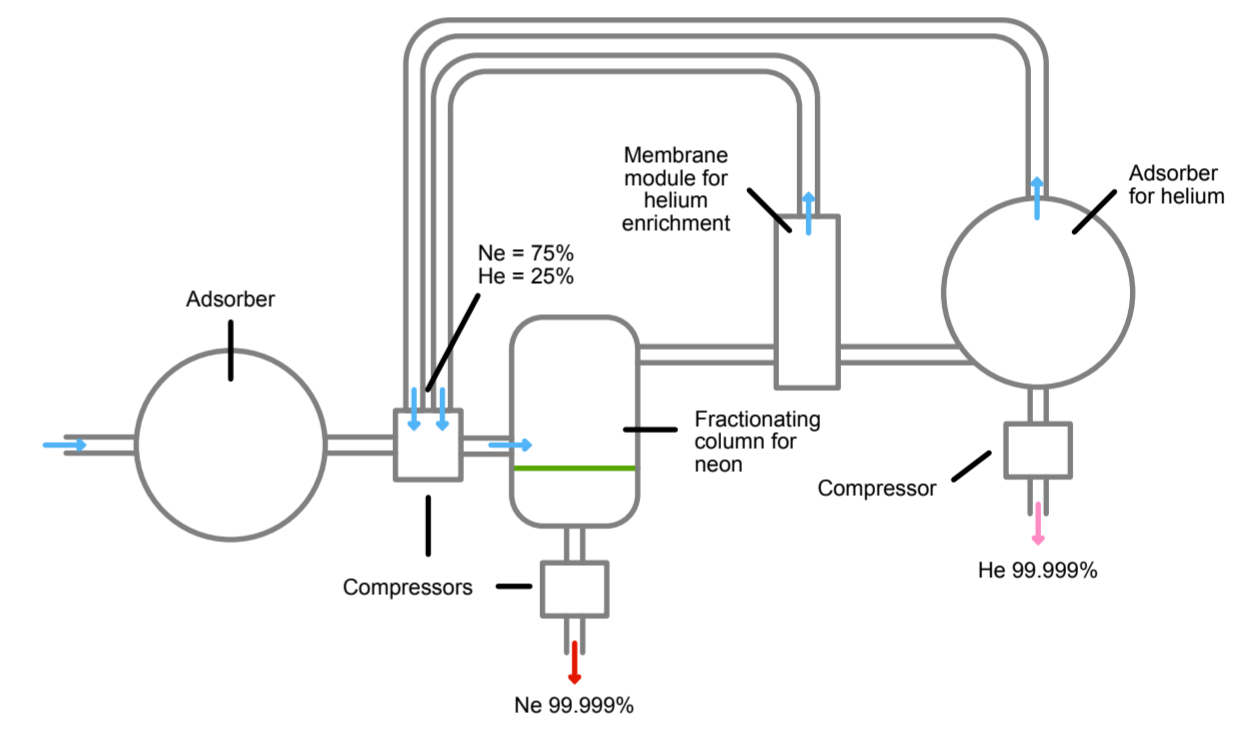 Membrane
module for
helium
enrichment
Adsorber
for helium
Ne = 75%
He = 25%
Adsorber
Fractionating
column for
neon
Compressor
He 99.999%
Compressors
Ne 99.999%